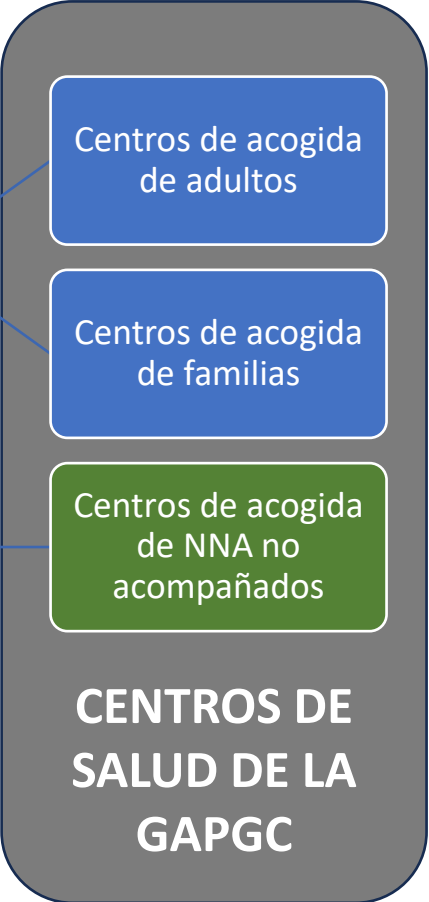 Centros de acogida
de adultos
Centros de acogida
de familias
Centros de acogida
de NNA no
acompañados
CENTROS DE
SALUD DE LA
GAPGC